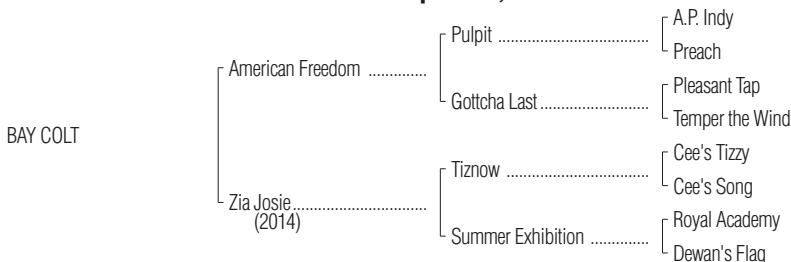 A.P. Indy
Pulpit ....................................
Preach
American Freedom ..............
Pleasant Tap
Gottcha Last..........................
Temper the Wind
BAY COLT
Cee's Tizzy
Tiznow ..................................
Cee's Song
Zia Josie................................
(2014)
Royal Academy
Summer Exhibition ..............
Dewan's Flag